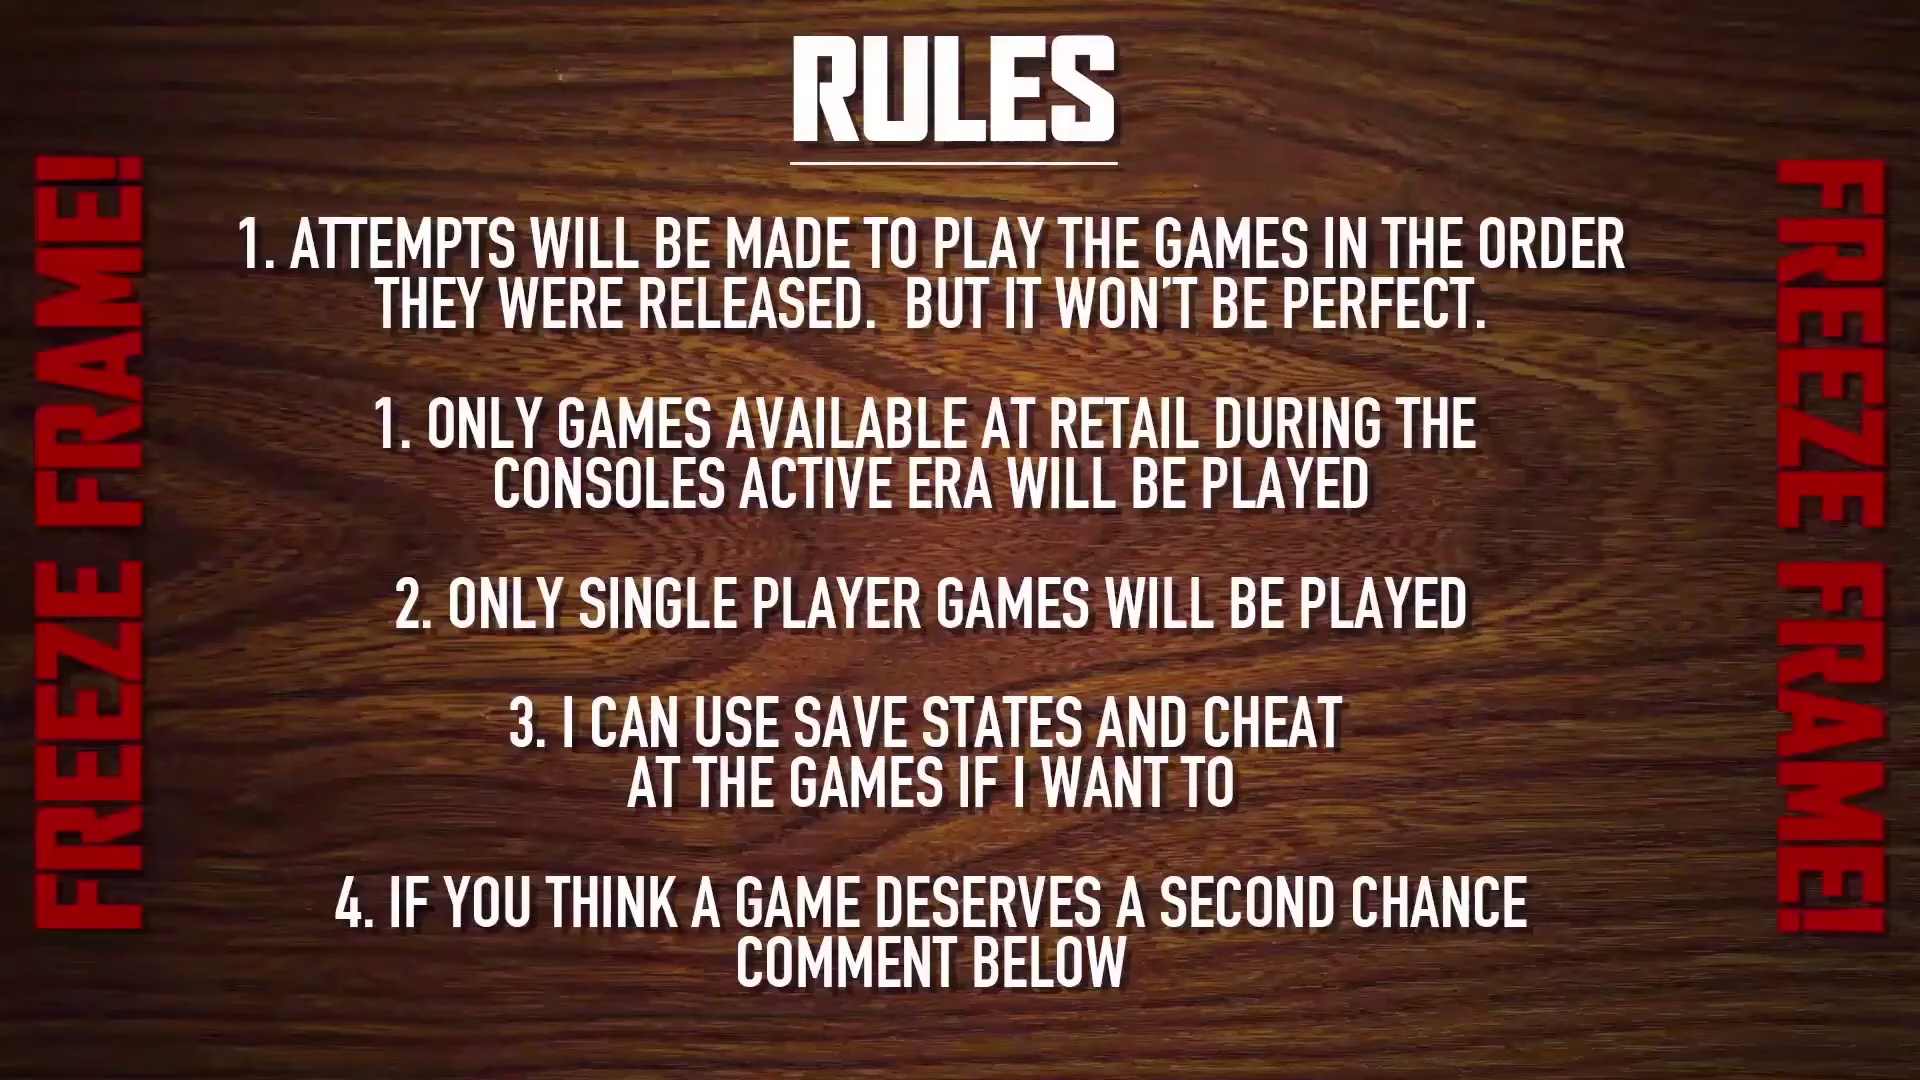 RULES
FREEZE FRAME!
1. ATTEMPTS WILL BE MADE TO PLAY THE GAMES IN THE ORDER
THEY WERE RELEASED.  BUT IT WON'T BE PERFECT.
1. ONLY GAMES AVAILABLE AT RETAIL DURING THE
CONSOLES ACTIVE ERA WILL BE PLAYED
2. ONLY SINGLE PLAYER GAMES WILL BE PLAYED
3. I CAN USE SAVE STATES AND CHEAT
AT THE GAMES IF I WANT TO
4. IF YOU THINK A GAME DESERVES A SECOND CHANCE
COMMENT BELOW
FREEZE FRAME!